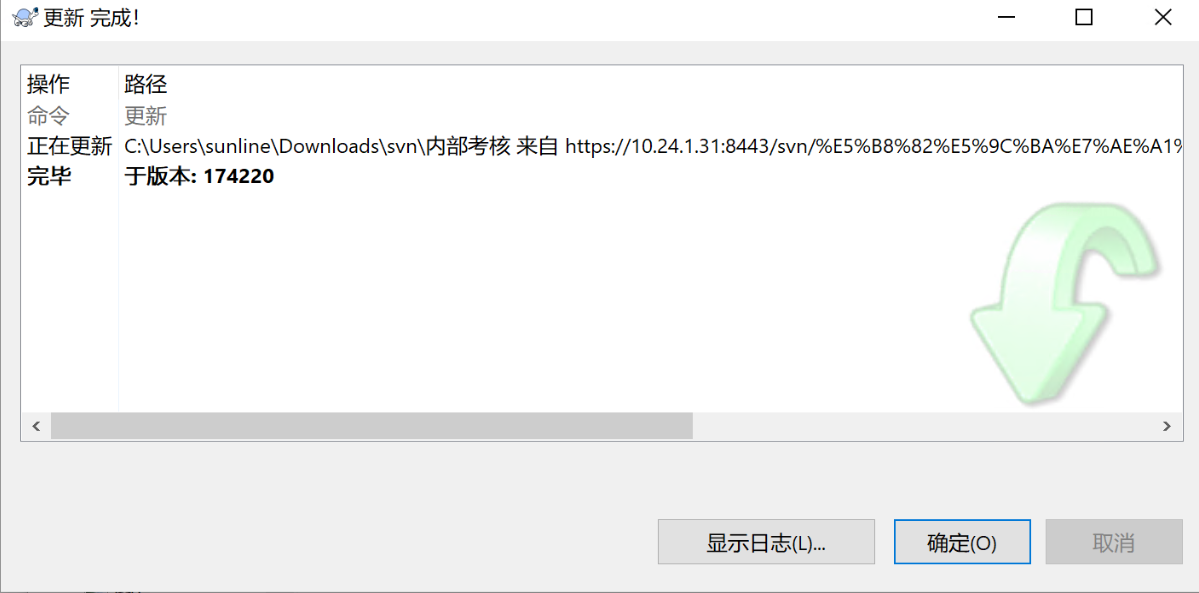 更新 完成!
操作 路径
命令 更新
正在更新 C:\Users\sunline\Downloads\svn\内部考核 来自 https://10.24.1.31:8443/svn/%E5%B8%82%E5%9C%BA%E7%AE%A1%
完毕 于版本: 174220
显示日志(L)... 确定(O) 取消